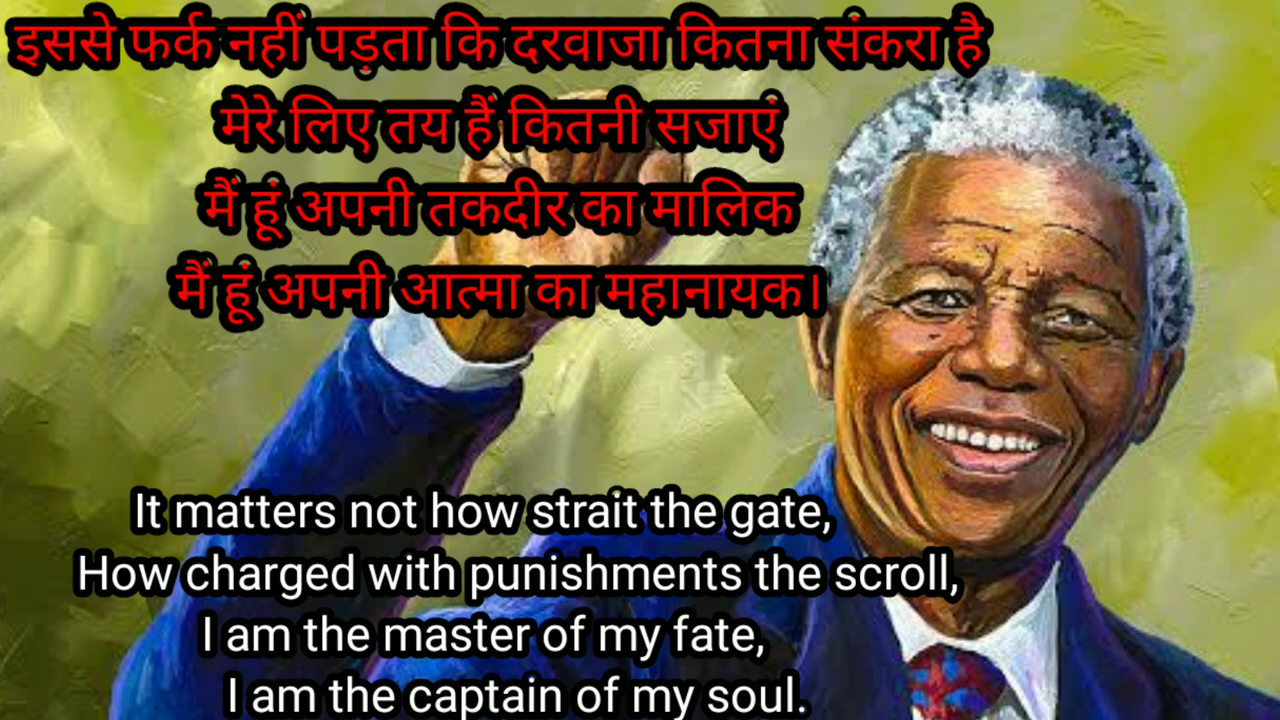 इससे फर्क नहीं पड़ता कि दरवाजा कितना संकरा है
मेरे लिए तय हैं कितनी सजाएं
मैं हूं अपनी तकदीर का मालिक
मैं हूं अपनी आत्मा का महानायक।
It matters not how strait the gate,
How charged with punishments the scroll,
I am the master of my fate,
I am the captain of my soul.